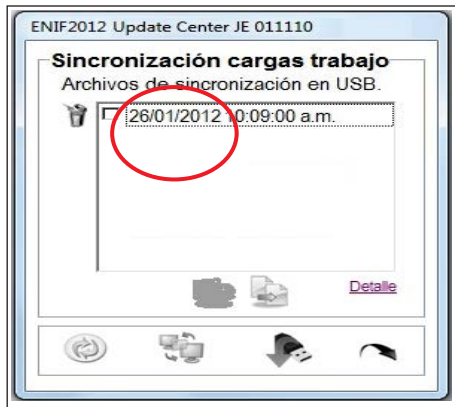 ENIF2012 Update Center JE 011110
Sincronización cargas trabajo
Archivos de sincronización en USB.
26/01/2012 10:09:00 a.m.
Detalle